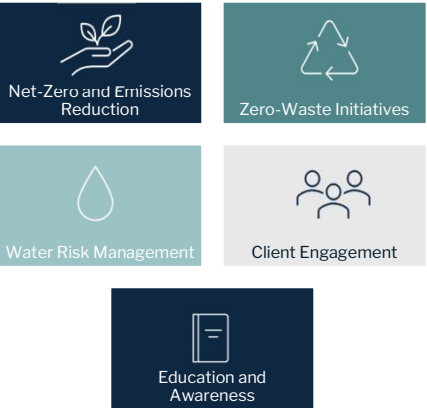 Net-Zero and Emissions
Reduction
Zero-Waste Initiatives
Water Risk Management
Client Engagement
Education and
Awareness